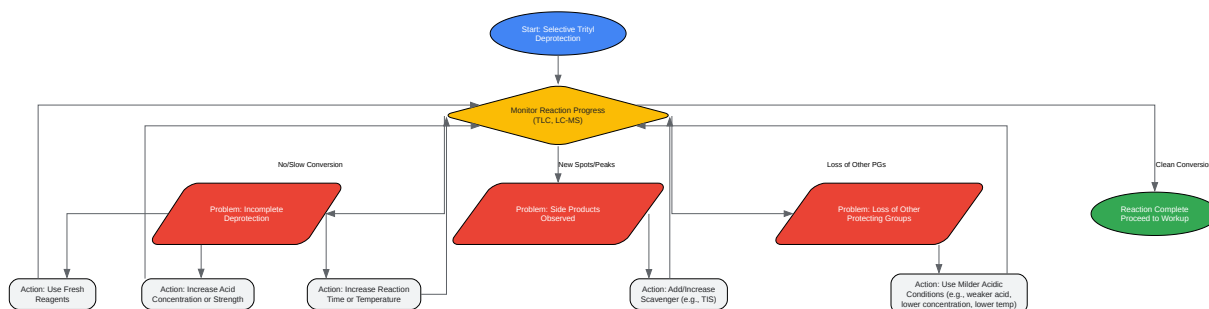 Start: Selective Trityl
Deprotection
Monitor Reaction Progress
(TLC, LC-MS)
No/Slow Conversion
New Spots/Peaks
Loss of Other PGs
Clean Conversio
Problem: Incomplete
Deprotection
Problem: Side Products
Observed
Problem: Loss of Other
Protecting Groups
Reaction Complete
Proceed to Workup
Action: Use Fresh
Reagents
Action: Increase Acid
Concentration or Strength
Action: Increase Reaction
Time or Temperature
Action: Add/Increase
Scavenger (e.g., TIS)
Action: Use Milder Acidic
Conditions (e.g., weaker acid,
lower concentration, lower temp)